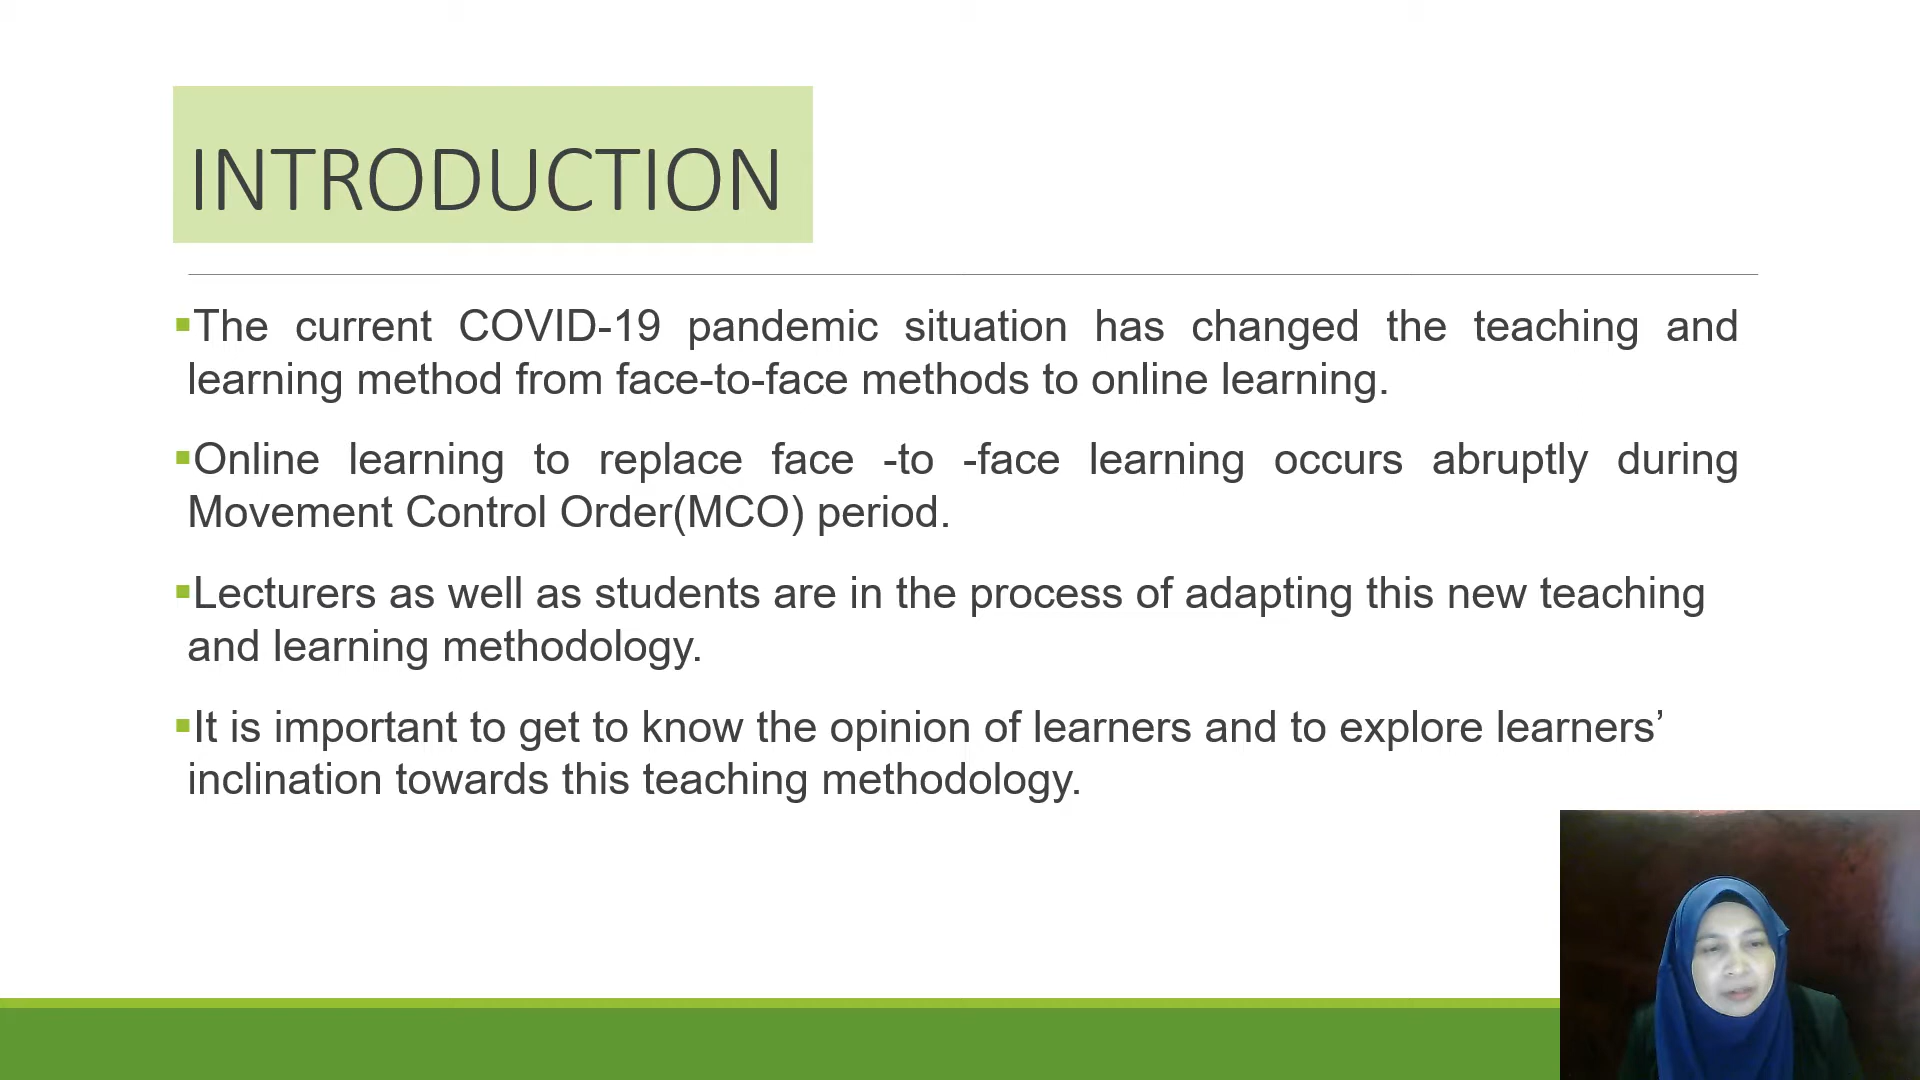 INTRODUCTION
▪The current COVID-19 pandemic situation has changed the teaching and
learning method from face-to-face methods to online learning.
▪Online learning to replace face -to -face learning occurs abruptly during
Movement Control Order(MCO) period.
▪Lecturers as well as students are in the process of adapting this new teaching
and learning methodology.
▪It is important to get to know the opinion of learners and to explore learners’
inclination towards this teaching methodology.